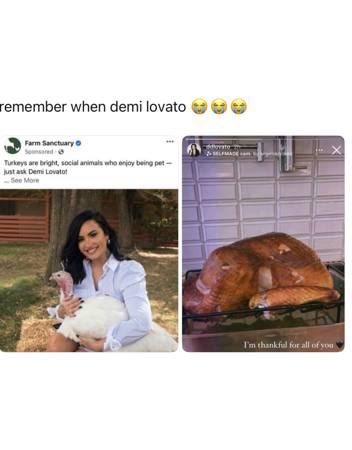 remember when demi lovato 😭😭😭
Farm Sanctuary
Sponsored ·
Turkeys are bright, social animals who enjoy being pet —
just ask Demi Lovato!
... See More
ddlovato
SELFMADE
I'm thankful for all of you 🖤